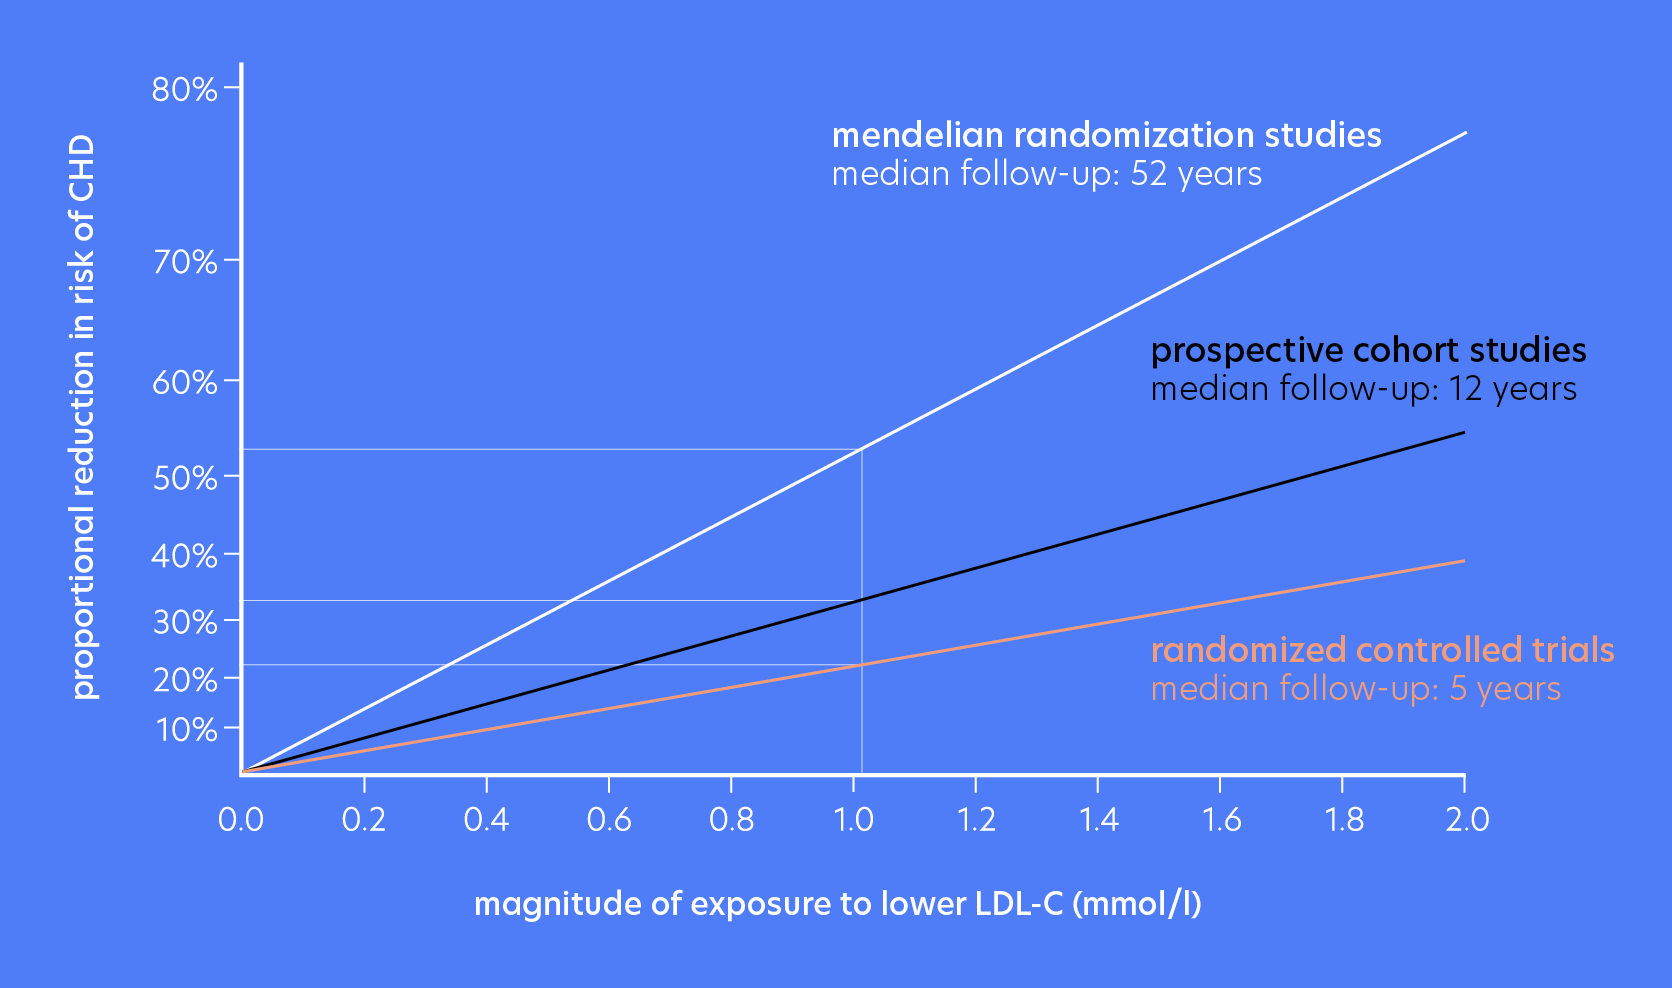 80%
70%
60%
50%
40%
30%
20%
10%
proportional reduction in risk of CHD
mendelian randomization studies
median follow-up: 52 years
prospective cohort studies
median follow-up: 12 years
randomized controlled trials
median follow-up: 5 years
0.0 0.2 0.4 0.6 0.8 1.0 1.2 1.4 1.6 1.8 2.0
magnitude of exposure to lower LDL-C (mmol/l)